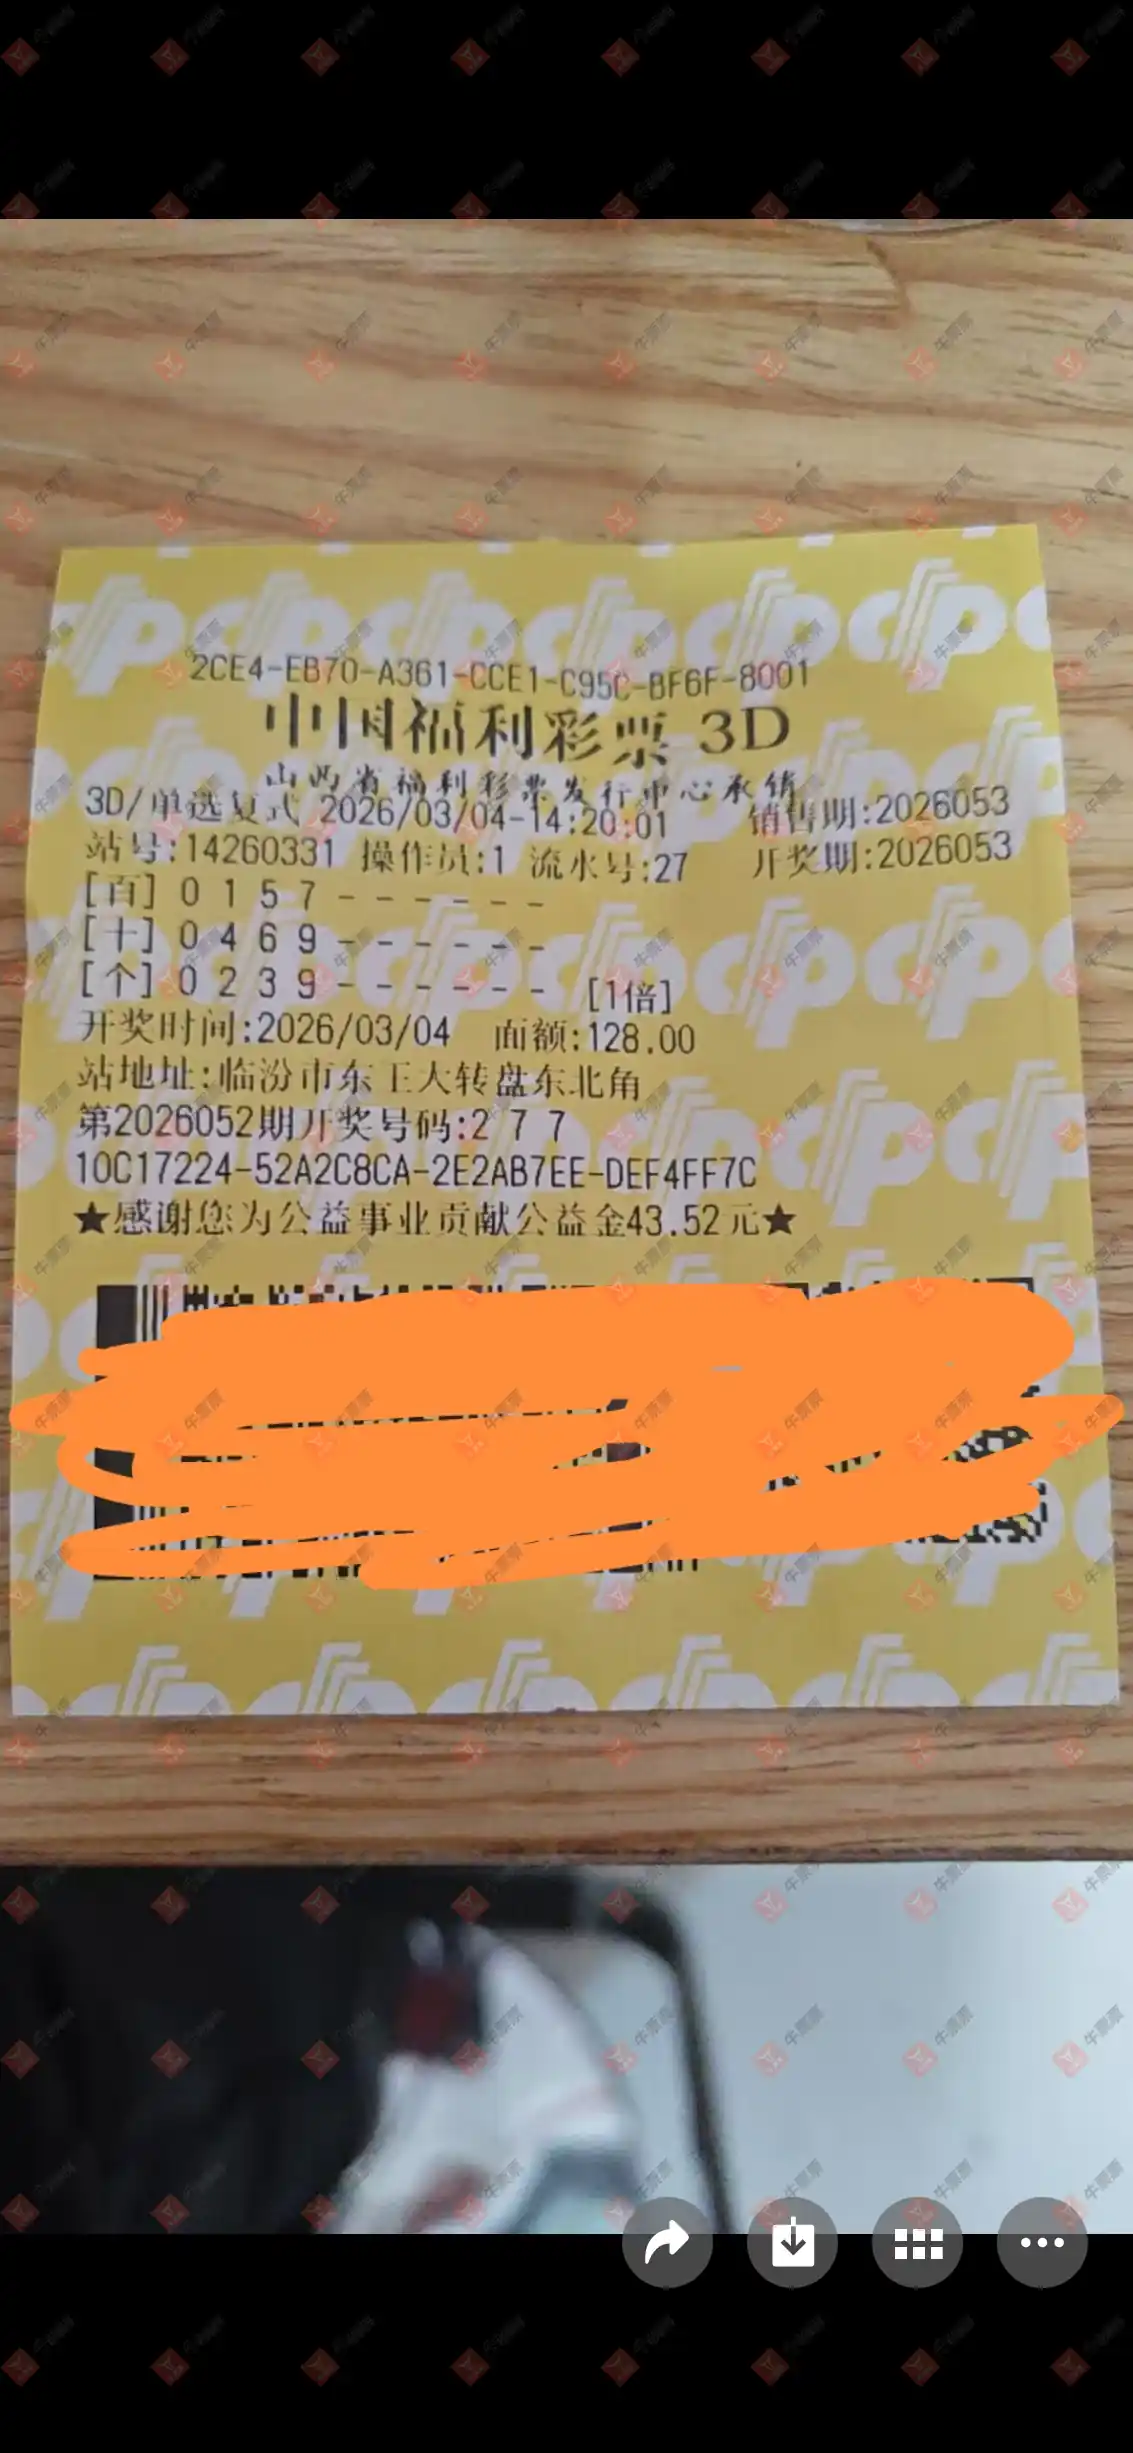 2CE4-EB70-A361-CCE1-C95C-BF6F-8001
中国福利彩票 3D
山西省福利彩票发行中心承销
3D/单选复式 2026/03/04-14:20:01 销售期:2026053
站号:14260331 操作员:1 流水号:27 开奖期:2026053
[百] 0 1 5 7 - - - - - -
[十] 0 4 6 9 - - - - - -
[个] 0 2 3 9 - - - - - - [1倍]
开奖时间:2026/03/04 面额:128.00
站地址:临汾市东王大转盘东北角
第2026052期开奖号码:2 7 7
10C17224-52A2C8CA-2E2AB7EE-DEF4FF7C
★感谢您为公益事业贡献公益金43.52元★
牛票票